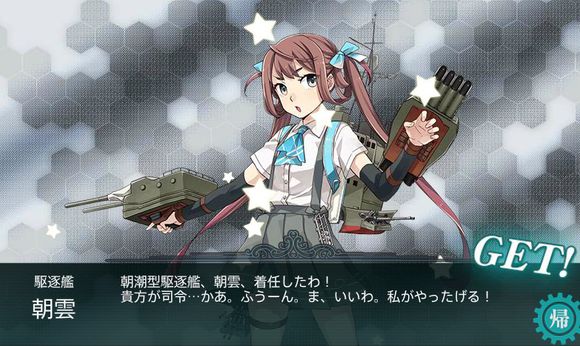 GET!
駆逐艦
朝雲
朝潮型駆逐艦、朝雲、着任したわ！
貴方が司令…かあ。ふうーん。ま、いいわ。私がやったげる！
帰